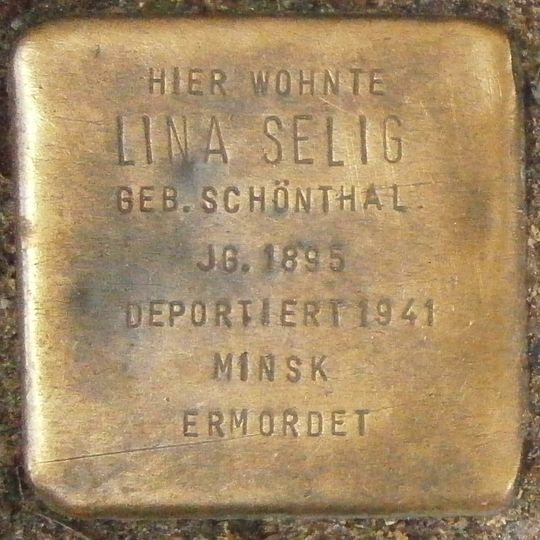 HIER WOHNTE
LINA SELIG
GEB. SCHÖNTHAL
JG. 1895
DEPORTIERT 1941
MINSK
ERMORDET